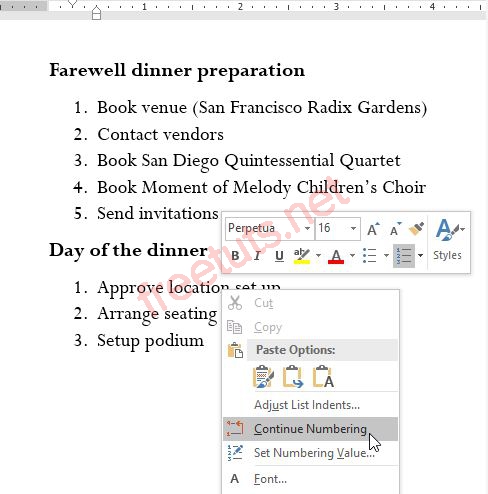 1 2 3 4
Farewell dinner preparation
1. Book venue (San Francisco Radix Gardens)
2. Contact vendors
3. Book San Diego Quintessential Quartet
4. Book Moment of Melody Children’s Choir
5. Send invitations
Perpetua 16 A A A
B I U ab A Styles
Day of the dinner
1. Approve location set up
2. Arrange seating
3. Setup podium
freetuts.net
Cut
Copy
Paste Options:
A
Adjust List Indents...
Continue Numbering
Set Numbering Value...
A Font...